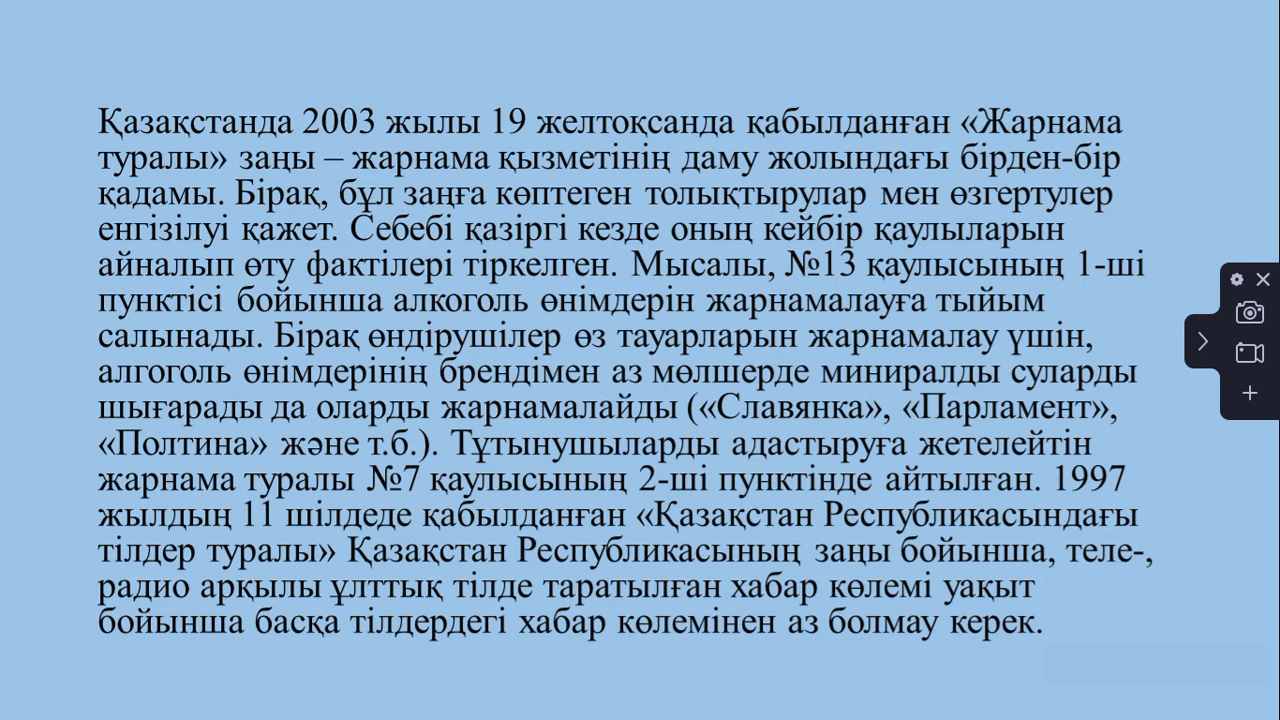 Қазақстанда 2003 жылы 19 желтоқсанда қабылданған «Жарнама
туралы» заңы – жарнама қызметінің даму жолындағы бірден-бір
қадамы. Бірақ, бұл заңға көптеген толықтырулар мен өзгертулер
енгізілуі қажет. Себебі қазіргі кезде оның кейбір қаулыларын
айналып өту фактілері тіркелген. Мысалы, №13 қаулысының 1-ші
пунктісі бойынша алкоголь өнімдерін жарнамалауға тыйым
салынады. Бірақ өндірушілер өз тауарларын жарнамалау үшін,
алгоголь өнімдерінің брендімен аз мөлшерде миниралды суларды
шығарады да оларды жарнамалайды («Славянка», «Парламент»,
«Полтина» және т.б.). Тұтынушыларды адастыруға жетелейтін
жарнама туралы №7 қаулысының 2-ші пунктінде айтылған. 1997
жылдың 11 шілдеде қабылданған «Қазақстан Республикасындағы
тілдер туралы» Қазақстан Республикасының заңы бойынша, теле-,
радио арқылы ұлттық тілде таратылған хабар көлемі уақыт
бойынша басқа тілдердегі хабар көлемінен аз болмау керек.